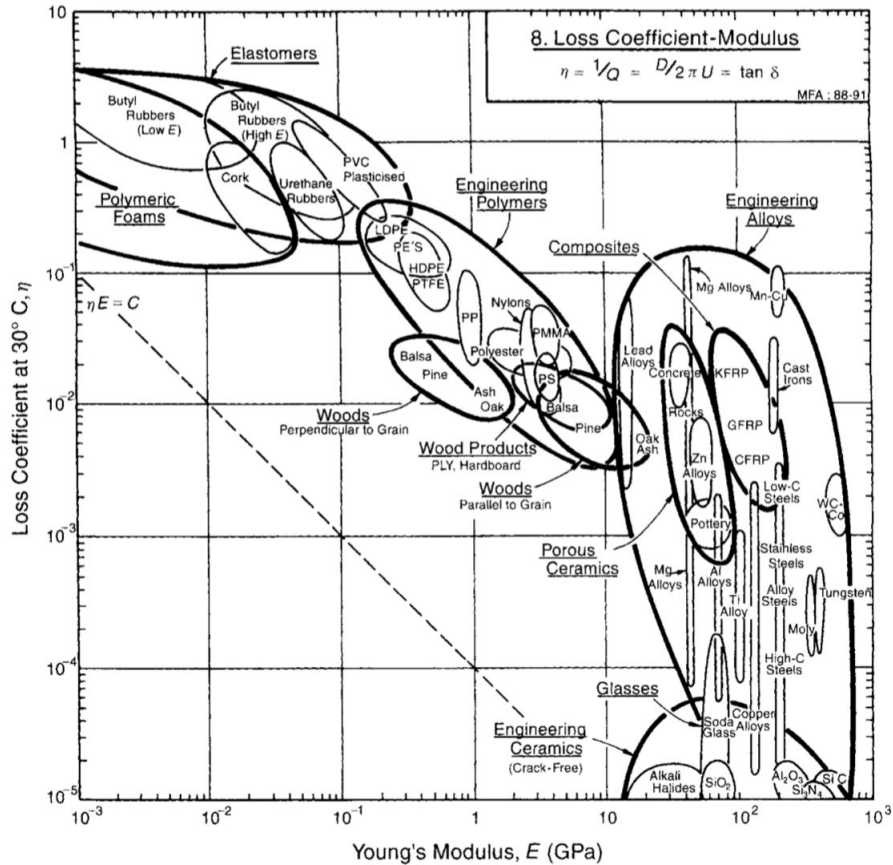 8. Loss Coefficient-Modulus
η = 1/Q = D/2πU = tan δ
MFA : 88-91
Elastomers
Butyl
Rubbers
(Low E)
Butyl
Rubbers
(High E)
Cork
Urethane
Rubbers
PVC
Plasticised
Polymeric
Foams
Engineering
Polymers
LDPE
PE'S
HDPE
PTFE
PP
Nylons
PMMA
Polyester
PS
Engineering
Alloys
Composites
Mg Alloys
Mn-Cu
Lead
Alloys
Concrete
KFRP
Cast
Irons
Rocks
GFRP
CFRP
Zn
Alloys
Low-C
Steels
WC-
Co
Pottery
Porous
Ceramics
Mg
Alloys
Al
Alloys
Ti
Alloy
Stainless
Steels
Alloy
Steels
Moly
Tungsten
High-C
Steels
ηE = C
Balsa
Pine
Ash
Oak
Woods
Perpendicular to Grain
Balsa
Pine
Oak
Ash
Wood Products
PLY, Hardboard
Woods
Parallel to Grain
Glasses
Soda
Glass
Copper
Alloys
Engineering
Ceramics
(Crack-Free)
Alkali
Halides
SiO₂
Al₂O₃
Si C
Si₃N₄
Loss Coefficient at 30° C, η
10
1
10⁻¹
10⁻²
10⁻³
10⁻⁴
10⁻⁵
10⁻³
10⁻²
10⁻¹
1
10
10²
10³
Young's Modulus, E (GPa)